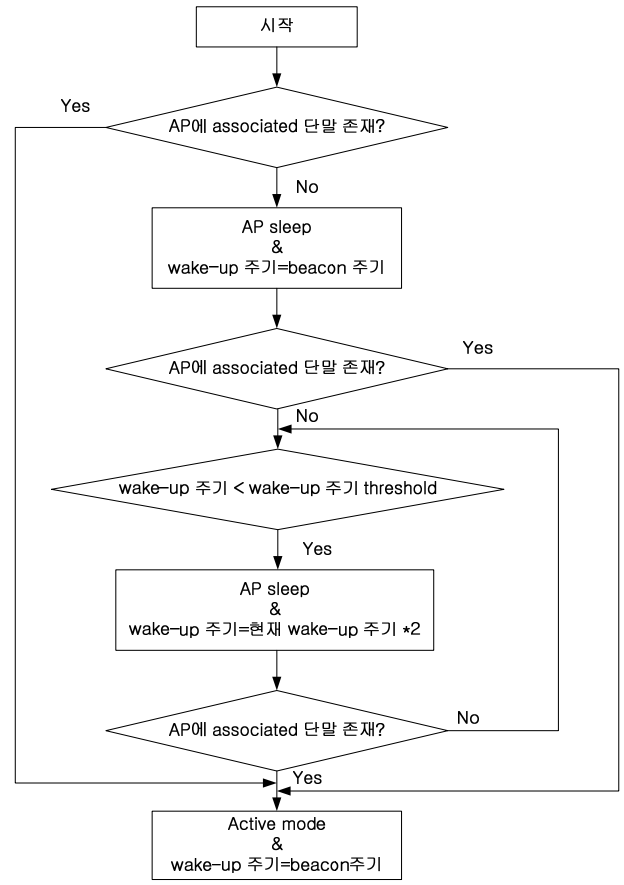 시작
Yes
AP에 associated 단말 존재?
No
AP sleep
&
wake-up 주기=beacon 주기
AP에 associated 단말 존재?
Yes
No
wake-up 주기 < wake-up 주기 threshold
Yes
AP sleep
&
wake-up 주기=현재 wake-up 주기 *2
AP에 associated 단말 존재?
No
Yes
Active mode
&
wake-up 주기=beacon주기